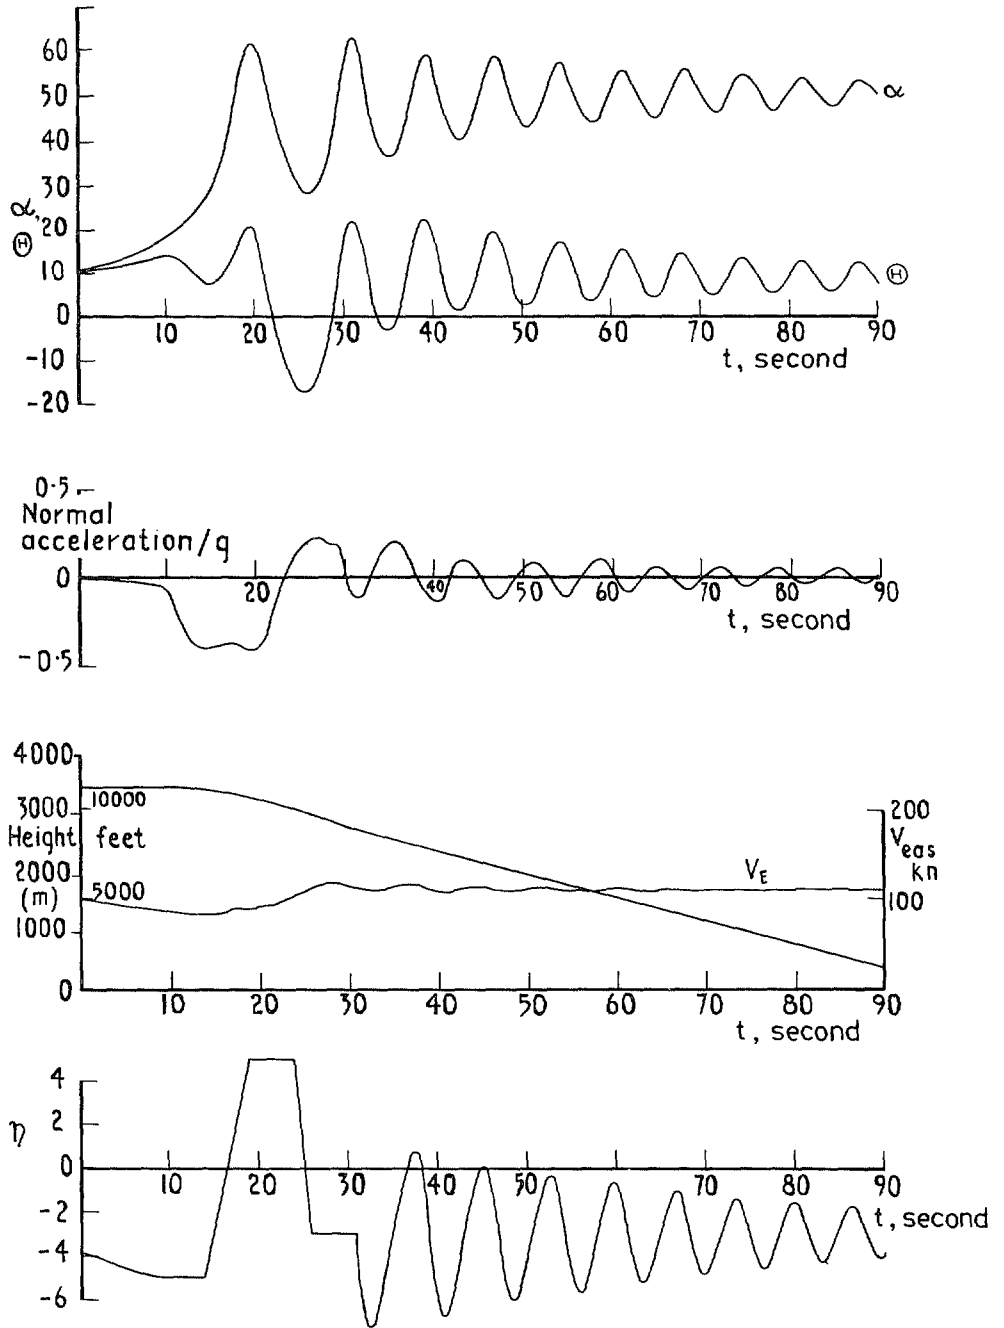 60
50
α
40
30
α,
20
Ⓗ
10
Ⓗ
0
10 20 30 40 50 60 70 80 90
t, second
-10
-20
0·5
Normal
acceleration/g
0
20 30 40 50 60 70 80 90
t, second
-0·5
4000
10000
3000
200
Height feet
V eas
kn
2000
V_E
(m)
5000
100
1000
0
10 20 30 40 50 60 70 80 90
t, second
4
2
η
0
10 20 30 50 70 80 90
-2
t, second
-4
-6